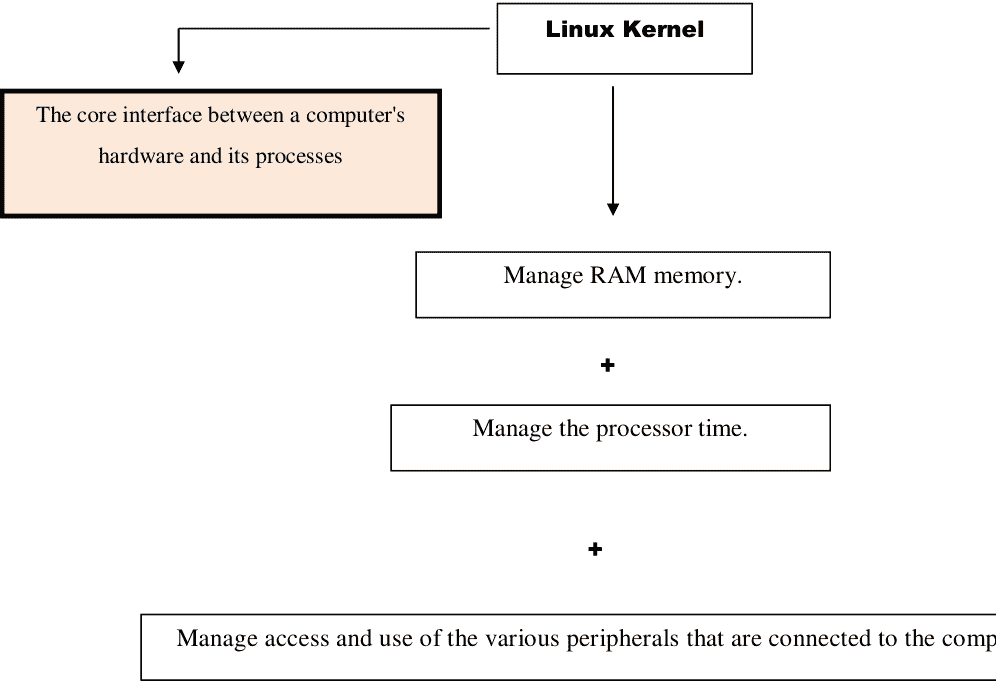 Linux Kernel
The core interface between a computer's
hardware and its processes
Manage RAM memory.
+
Manage the processor time.
+
Manage access and use of the various peripherals that are connected to the comp